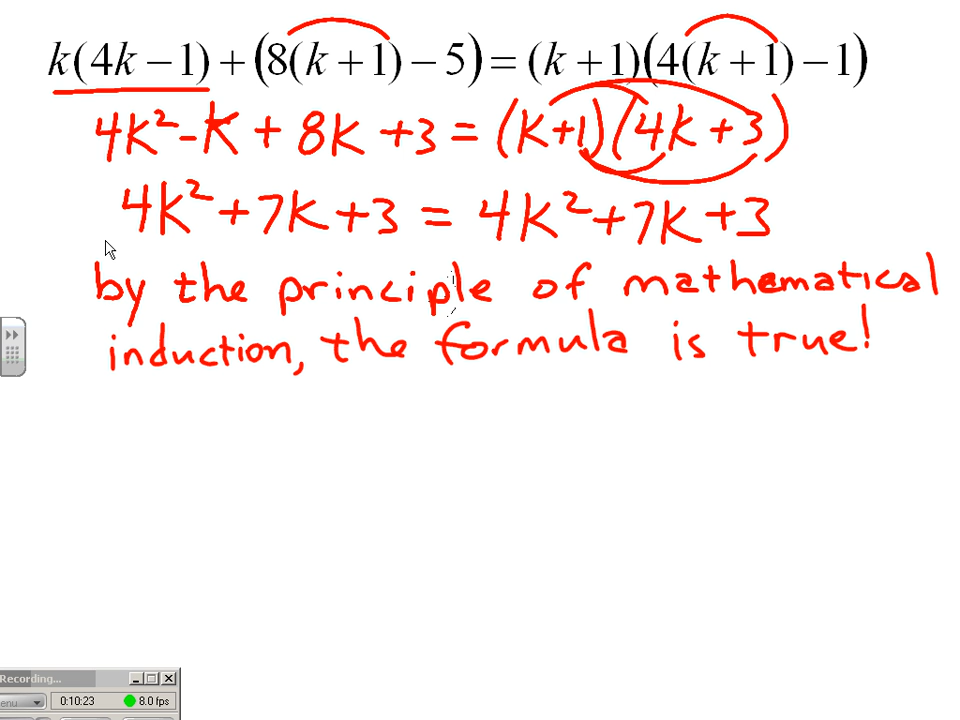 k(4k − 1) + (8(k + 1) − 5) = (k + 1)(4(k + 1) − 1)
4K² - K + 8K + 3 = (K+1)(4K + 3)
4K² + 7K + 3 = 4K² + 7K + 3
by the principle of mathematical
induction, the formula is true!
Recording...
enu
0:10:23 8.0 fps